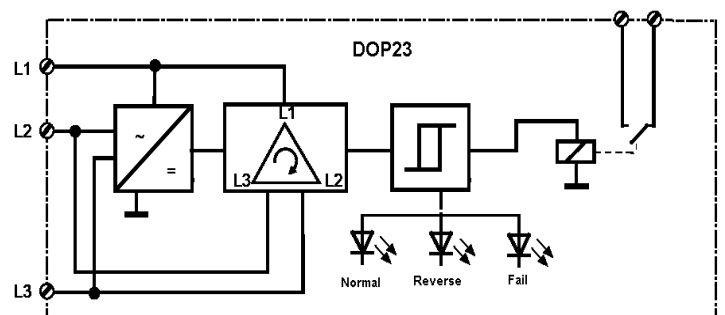 DOP23
L1
L2
L1
~
=
L3
L2
L3
Normal
Reverse
Fail